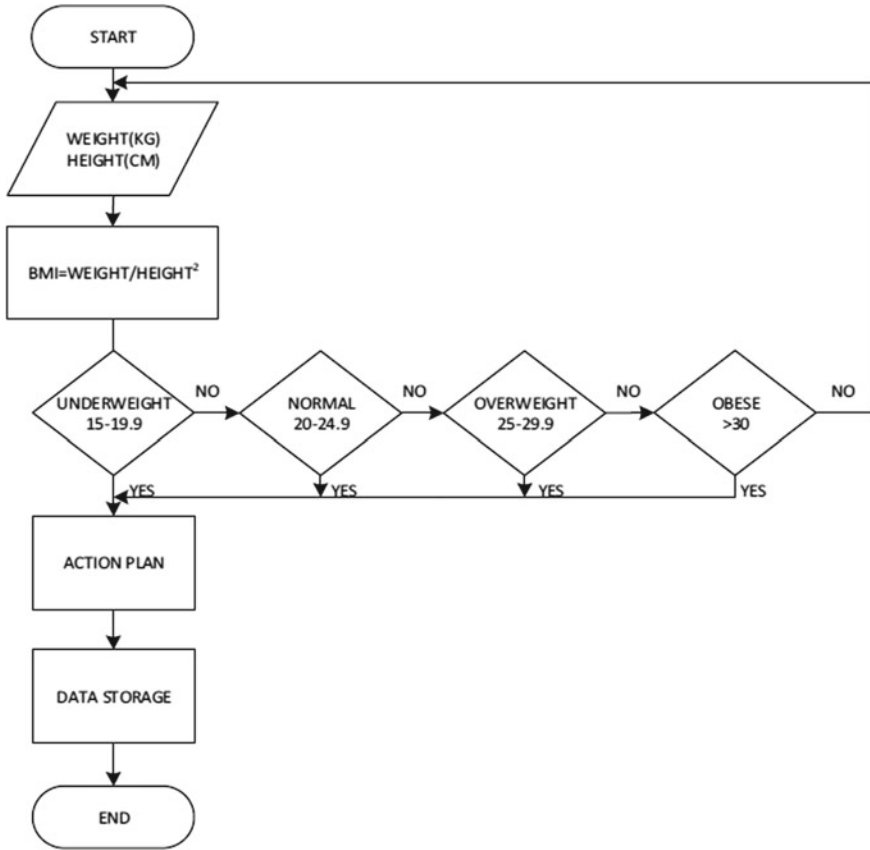 START
WEIGHT(KG)
HEIGHT(CM)
BMI=WEIGHT/HEIGHT²
UNDERWEIGHT
15-19.9
NO
NORMAL
20-24.9
NO
OVERWEIGHT
25-29.9
NO
OBESE
>30
NO
YES
YES
YES
YES
ACTION PLAN
DATA STORAGE
END